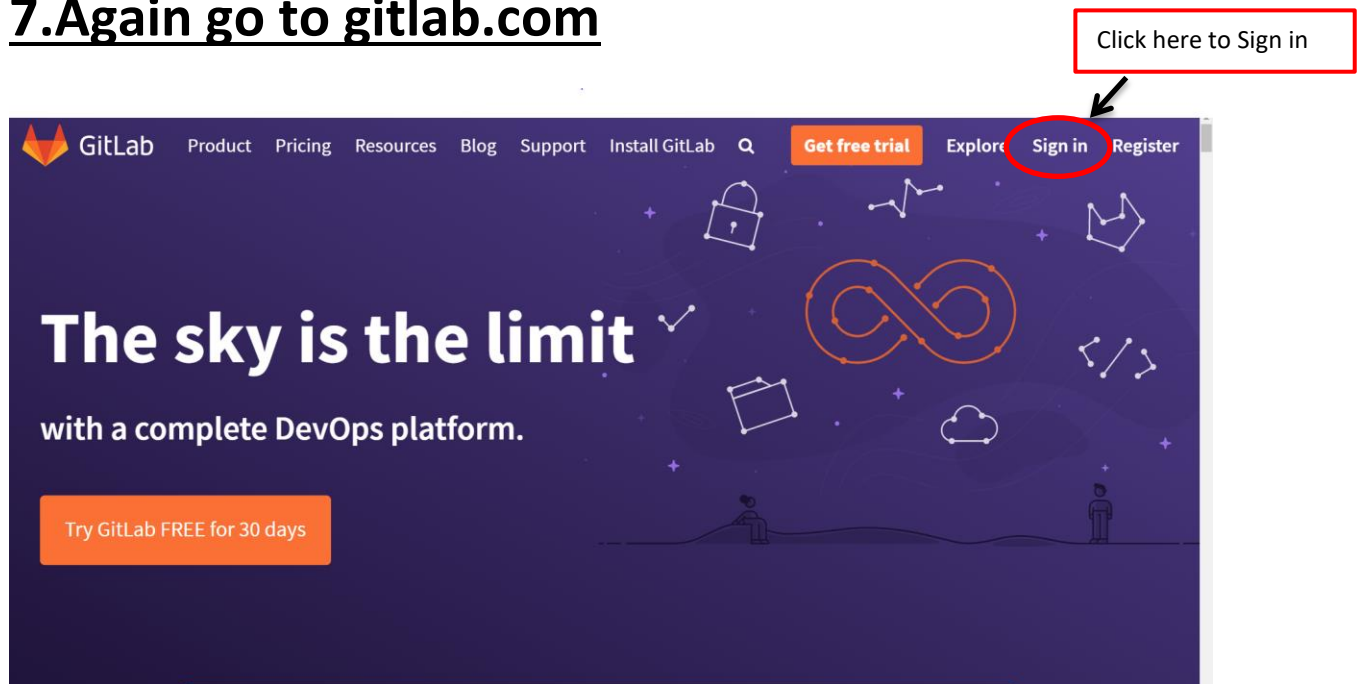 7.Again go to gitlab.com
Click here to Sign in
GitLab Product Pricing Resources Blog Support Install GitLab Get free trial Explore Sign in Register
The sky is the limit
with a complete DevOps platform.
Try GitLab FREE for 30 days